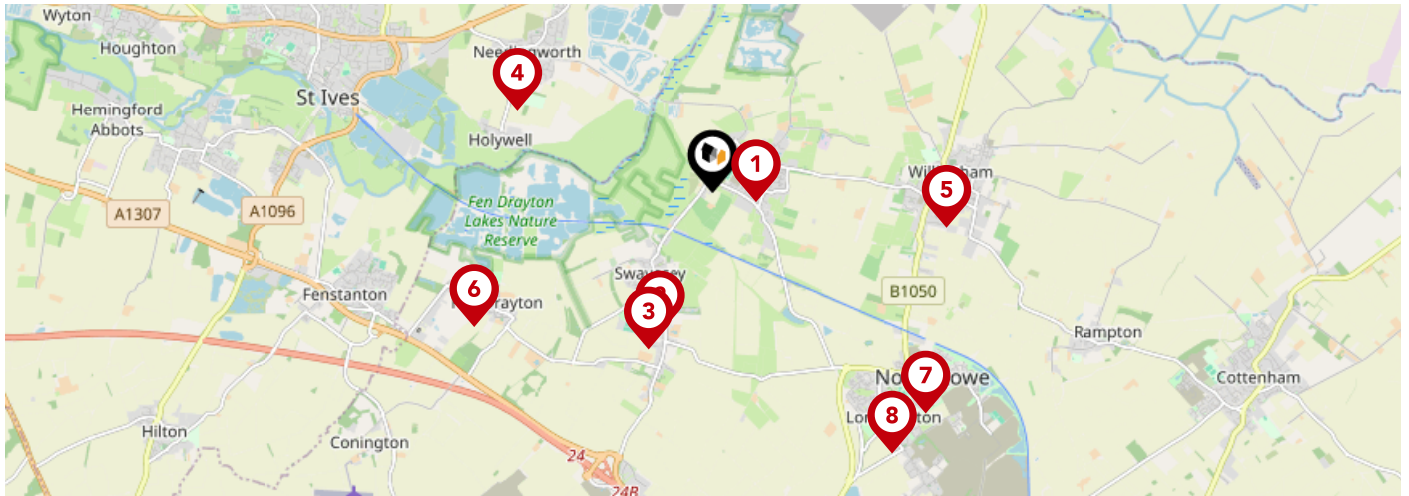 Wyton
Houghton
Needingworth
4
St Ives
Hemingford
Abbots
Holywell
1
Willingham
5
A1307
A1096
Fen Drayton
Lakes Nature
Reserve
Swavesey
6
Fenstanton
3
B1050
Rampton
7
Cottenham
8
Hilton
Conington
24
24B